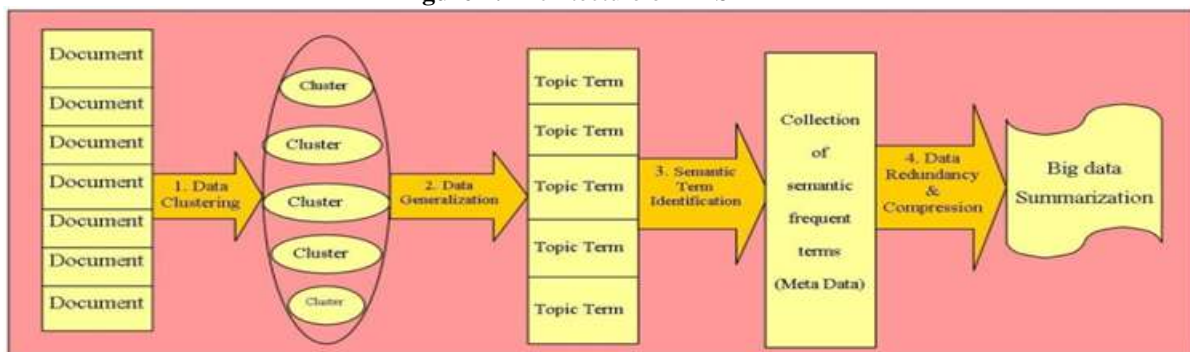 Document
Document
Document
Document
Document
Document
Document
1. Data
Clustering
Cluster
Cluster
Cluster
Cluster
Cluster
2. Data
Generalization
Topic Term
Topic Term
Topic Term
Topic Term
Topic Term
3. Semantic
Term
Identification
Collection
of
semantic
frequent
terms
(Meta Data)
4. Data
Redundancy
&
Compression
Big data
Summarization